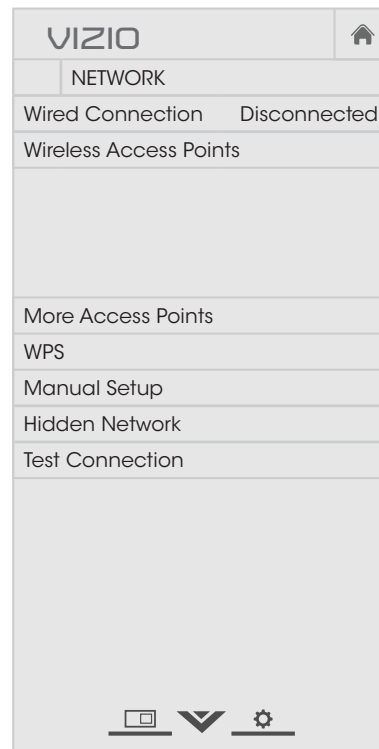 VIZIO
NETWORK
Wired Connection Disconnected
Wireless Access Points
More Access Points
WPS
Manual Setup
Hidden Network
Test Connection